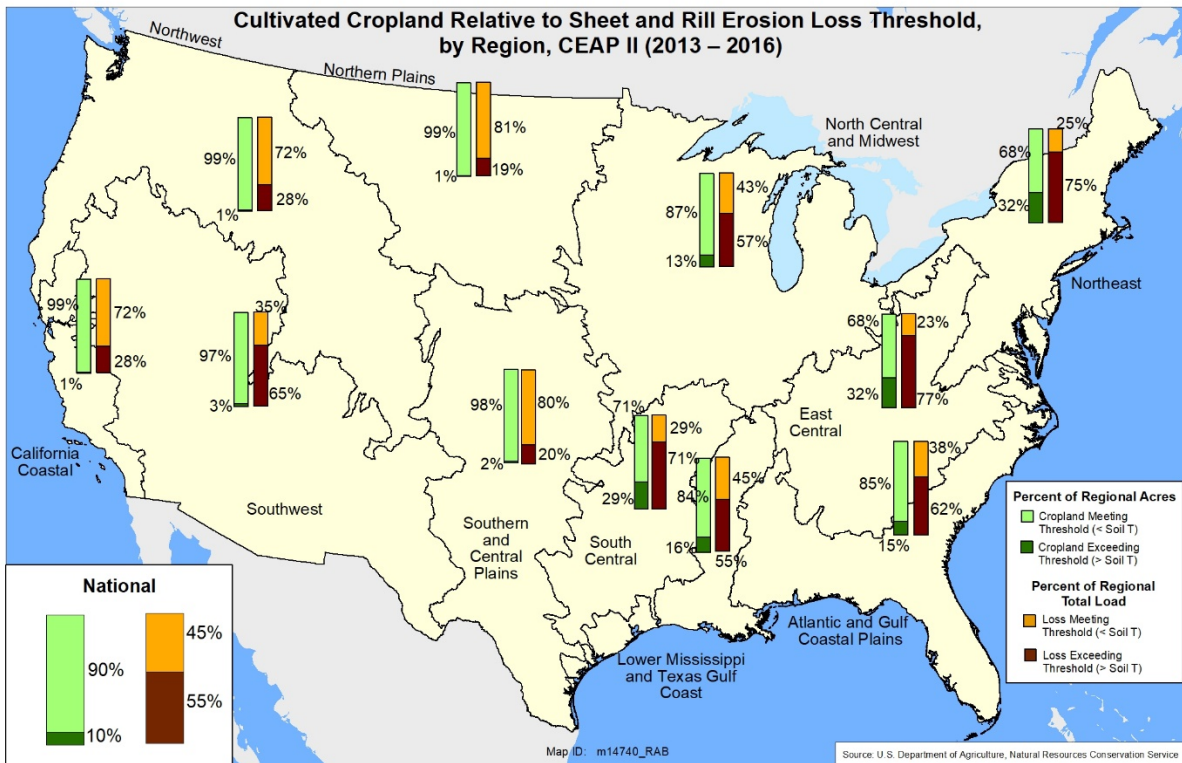 Cultivated Cropland Relative to Sheet and Rill Erosion Loss Threshold,
by Region, CEAP II (2013 – 2016)
Northwest
Northern Plains
North Central
and Midwest
Northeast
California
Coastal
Southwest
Southern
and
Central
Plains
South
Central
East
Central
Lower Mississippi
and Texas Gulf
Coast
Atlantic and Gulf
Coastal Plains
99%
72%
1%
28%
99%
81%
1%
19%
87%
43%
13%
57%
68%
25%
32%
75%
99%
72%
1%
28%
97%
35%
3%
65%
98%
80%
2%
20%
71%
29%
29%
71%
84%
45%
16%
55%
68%
23%
32%
77%
85%
38%
15%
62%
National
90%
10%
45%
55%
Percent of Regional Acres
Cropland Meeting
Threshold (< Soil T)
Cropland Exceeding
Threshold (> Soil T)
Percent of Regional
Total Load
Loss Meeting
Threshold (< Soil T)
Loss Exceeding
Threshold (> Soil T)
Map ID: m14740_RAB
Source: U.S. Department of Agriculture, Natural Resources Conservation Service